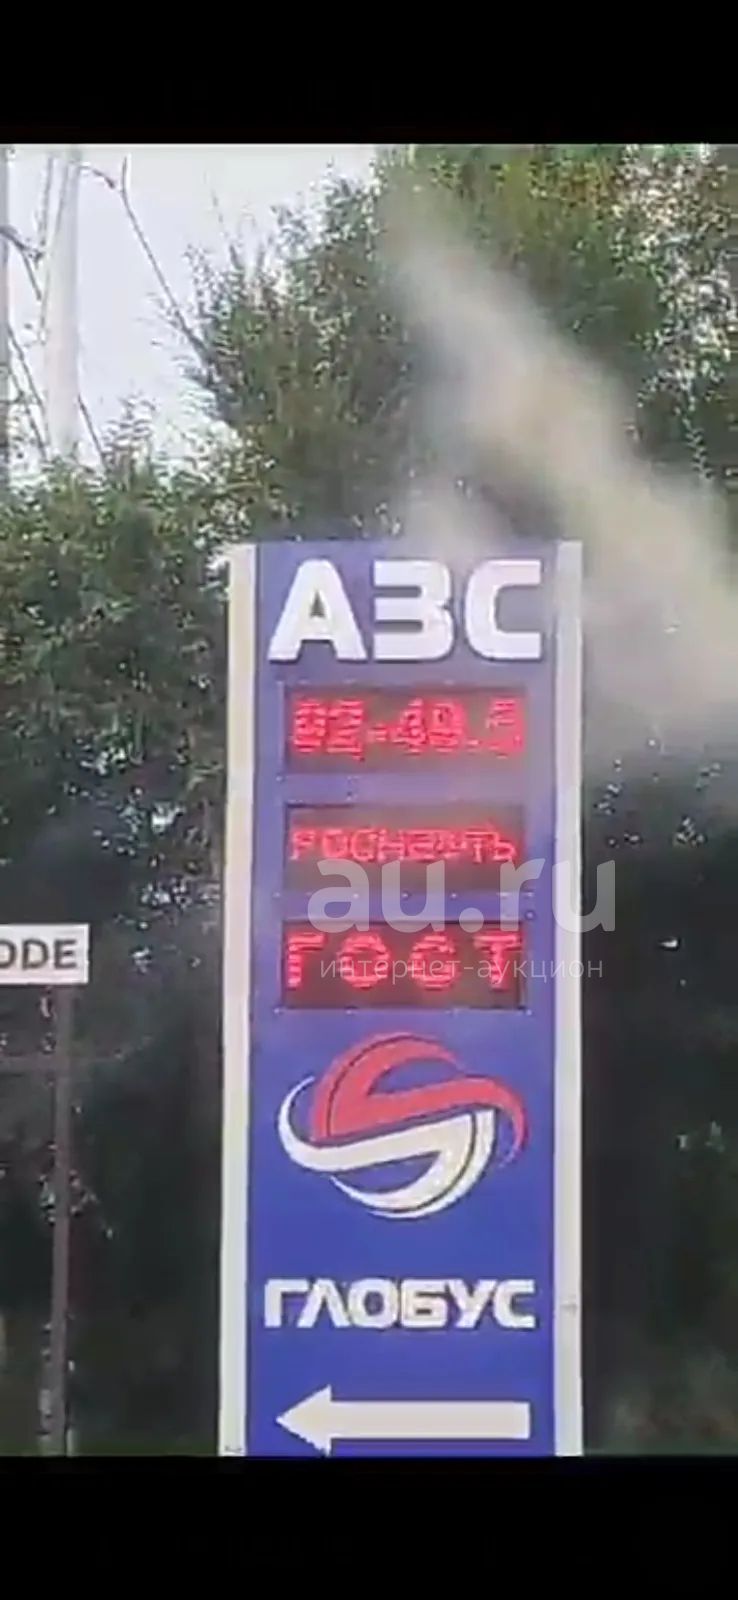 АЗС
92-49.5
РОСНЕФТЬ
au.ru
интернет-аукцион
ГОСТ
ODE
ГЛОБУС